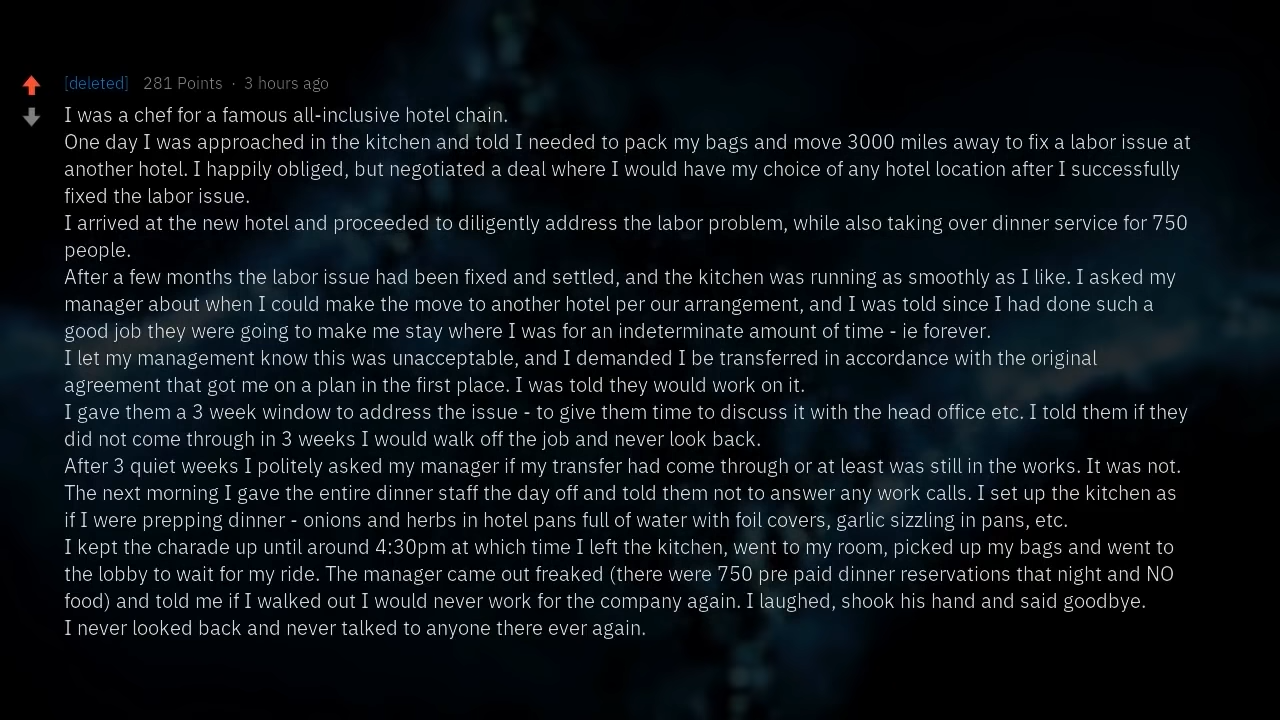 [deleted] 281 Points · 3 hours ago
I was a chef for a famous all-inclusive hotel chain.
One day I was approached in the kitchen and told I needed to pack my bags and move 3000 miles away to fix a labor issue at
another hotel. I happily obliged, but negotiated a deal where I would have my choice of any hotel location after I successfully
fixed the labor issue.
I arrived at the new hotel and proceeded to diligently address the labor problem, while also taking over dinner service for 750
people.
After a few months the labor issue had been fixed and settled, and the kitchen was running as smoothly as I like. I asked my
manager about when I could make the move to another hotel per our arrangement, and I was told since I had done such a
good job they were going to make me stay where I was for an indeterminate amount of time - ie forever.
I let my management know this was unacceptable, and I demanded I be transferred in accordance with the original
agreement that got me on a plan in the first place. I was told they would work on it.
I gave them a 3 week window to address the issue - to give them time to discuss it with the head office etc. I told them if they
did not come through in 3 weeks I would walk off the job and never look back.
After 3 quiet weeks I politely asked my manager if my transfer had come through or at least was still in the works. It was not.
The next morning I gave the entire dinner staff the day off and told them not to answer any work calls. I set up the kitchen as
if I were prepping dinner - onions and herbs in hotel pans full of water with foil covers, garlic sizzling in pans, etc.
I kept the charade up until around 4:30pm at which time I left the kitchen, went to my room, picked up my bags and went to
the lobby to wait for my ride. The manager came out freaked (there were 750 pre paid dinner reservations that night and NO
food) and told me if I walked out I would never work for the company again. I laughed, shook his hand and said goodbye.
I never looked back and never talked to anyone there ever again.